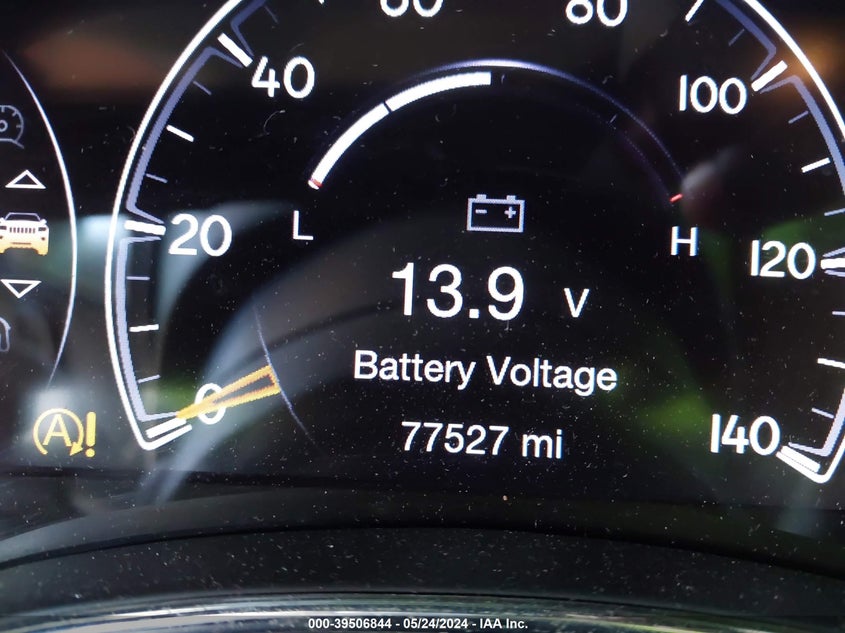 60 80
40 100
L H
20 120
13.9 V
Battery Voltage
0
A!
77527 mi
140
000-39506844 - 05/24/2024 - IAA Inc.